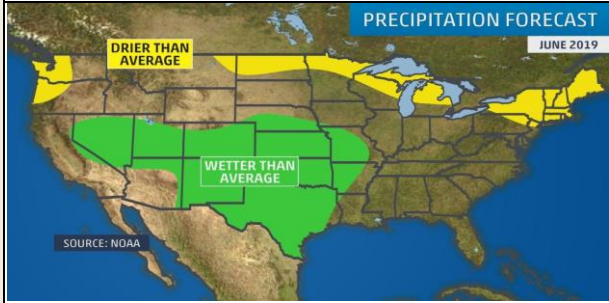 PRECIPITATION FORECAST
JUNE 2019
DRIER THAN
AVERAGE
WETTER THAN
AVERAGE
SOURCE: NOAA